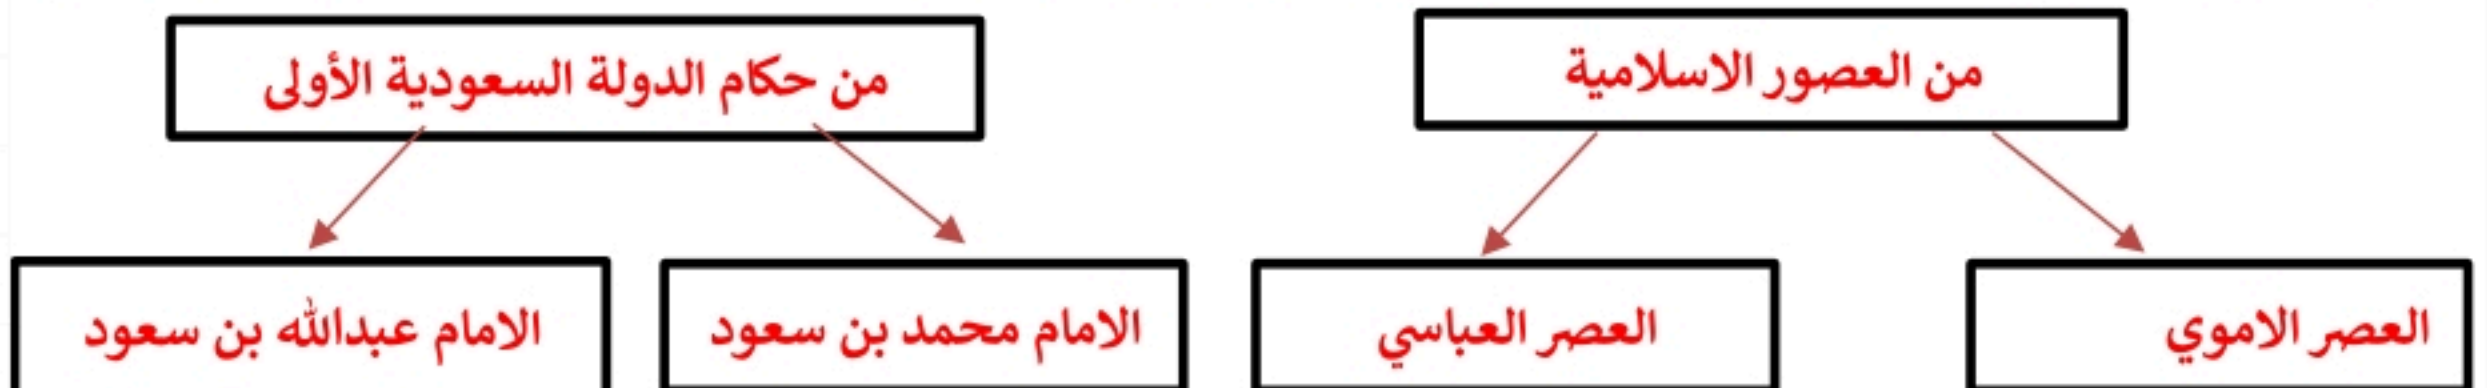 من العصور الاسلامية
من حكام الدولة السعودية الأولى
العصر الاموي
العصر العباسي
الامام محمد بن سعود
الامام عبدالله بن سعود